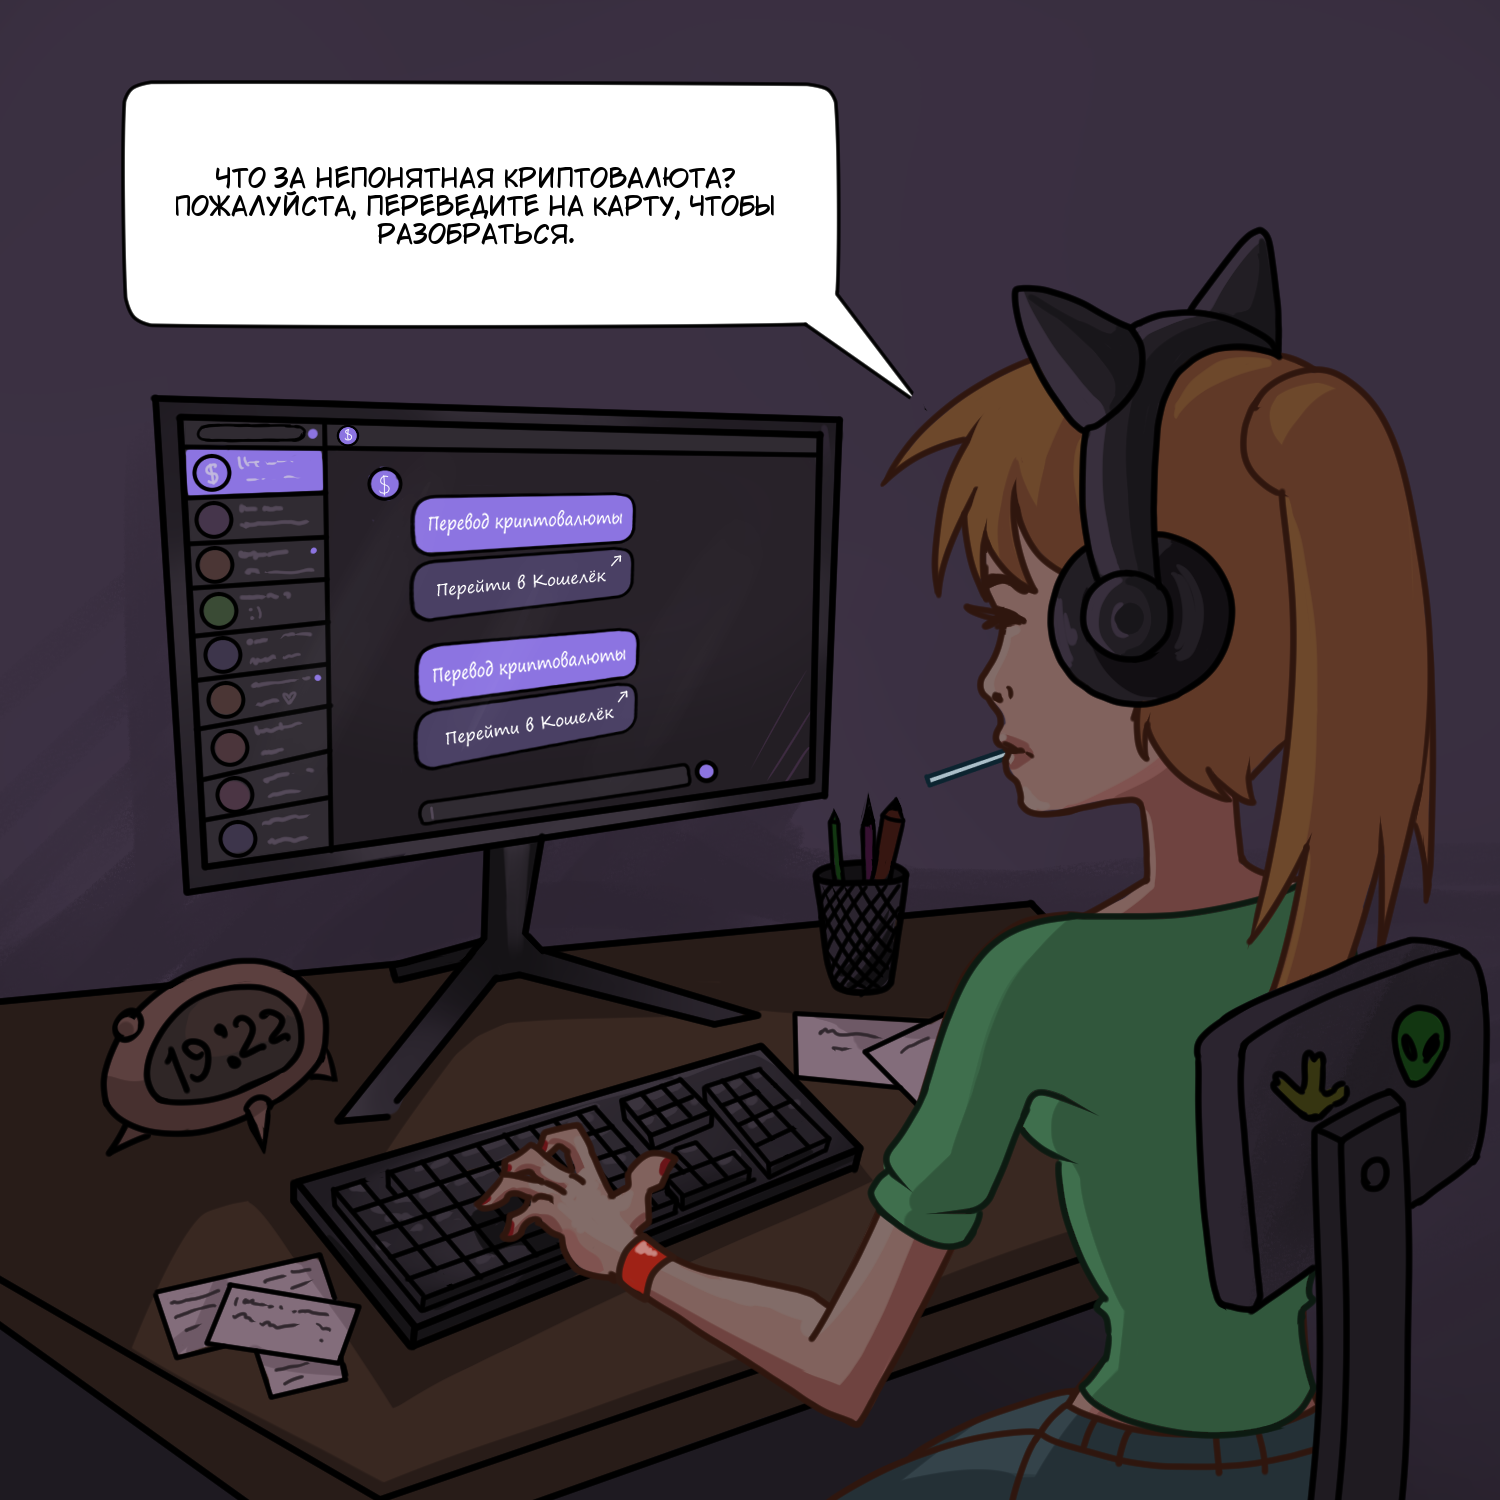 ЧТО ЗА НЕПОНЯТНАЯ КРИПТОВАЛЮТА?
ПОЖАЛУЙСТА, ПЕРЕВЕДИТЕ НА КАРТУ, ЧТОБЫ
РАЗОБРАТЬСЯ.
$
$
$
Перевод криптовалюты
Перейти в Кошелёк
:)
Перевод криптовалюты
Перейти в Кошелёк
19:22